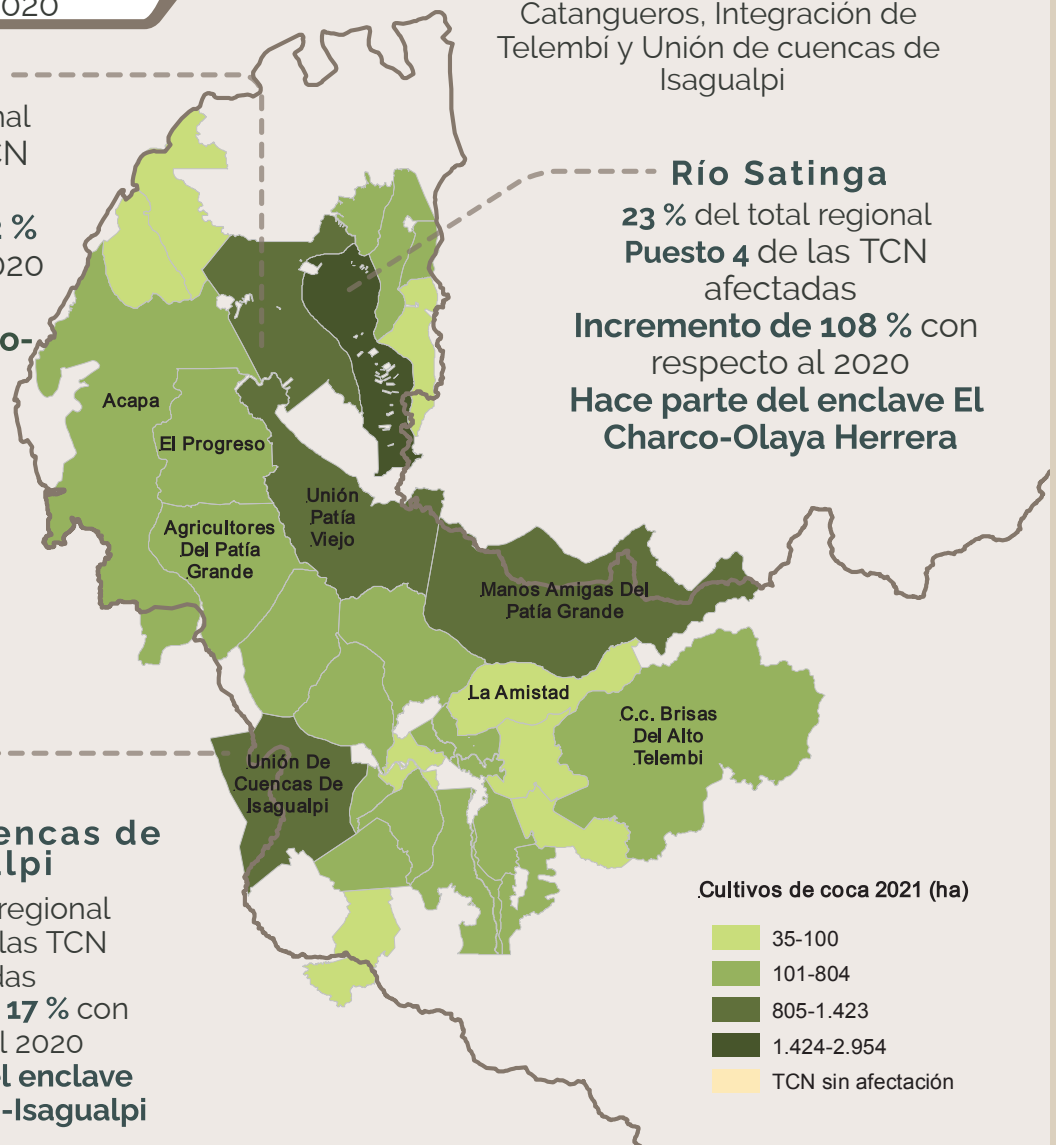 2020
Catangueros, Integración de
Telembí y Unión de cuencas de
Isagualpi
Río Satinga
23 % del total regional
Puesto 4 de las TCN
afectadas
Incremento de 108 % con
respecto al 2020
Hace parte del enclave El
Charco-Olaya Herrera
%
Acapa
El Progreso
Agricultores
Del Patía
Grande
Unión
Patía
Viejo
Manos Amigas Del
Patía Grande
La Amistad
C.c. Brisas
Del Alto
Telembi
Unión De
Cuencas De
Isagualpi
regional
las TCN
17 % con
2020
enclave
-Isagualpi
Cultivos de coca 2021 (ha)
35-100
101-804
805-1.423
1.424-2.954
TCN sin afectación